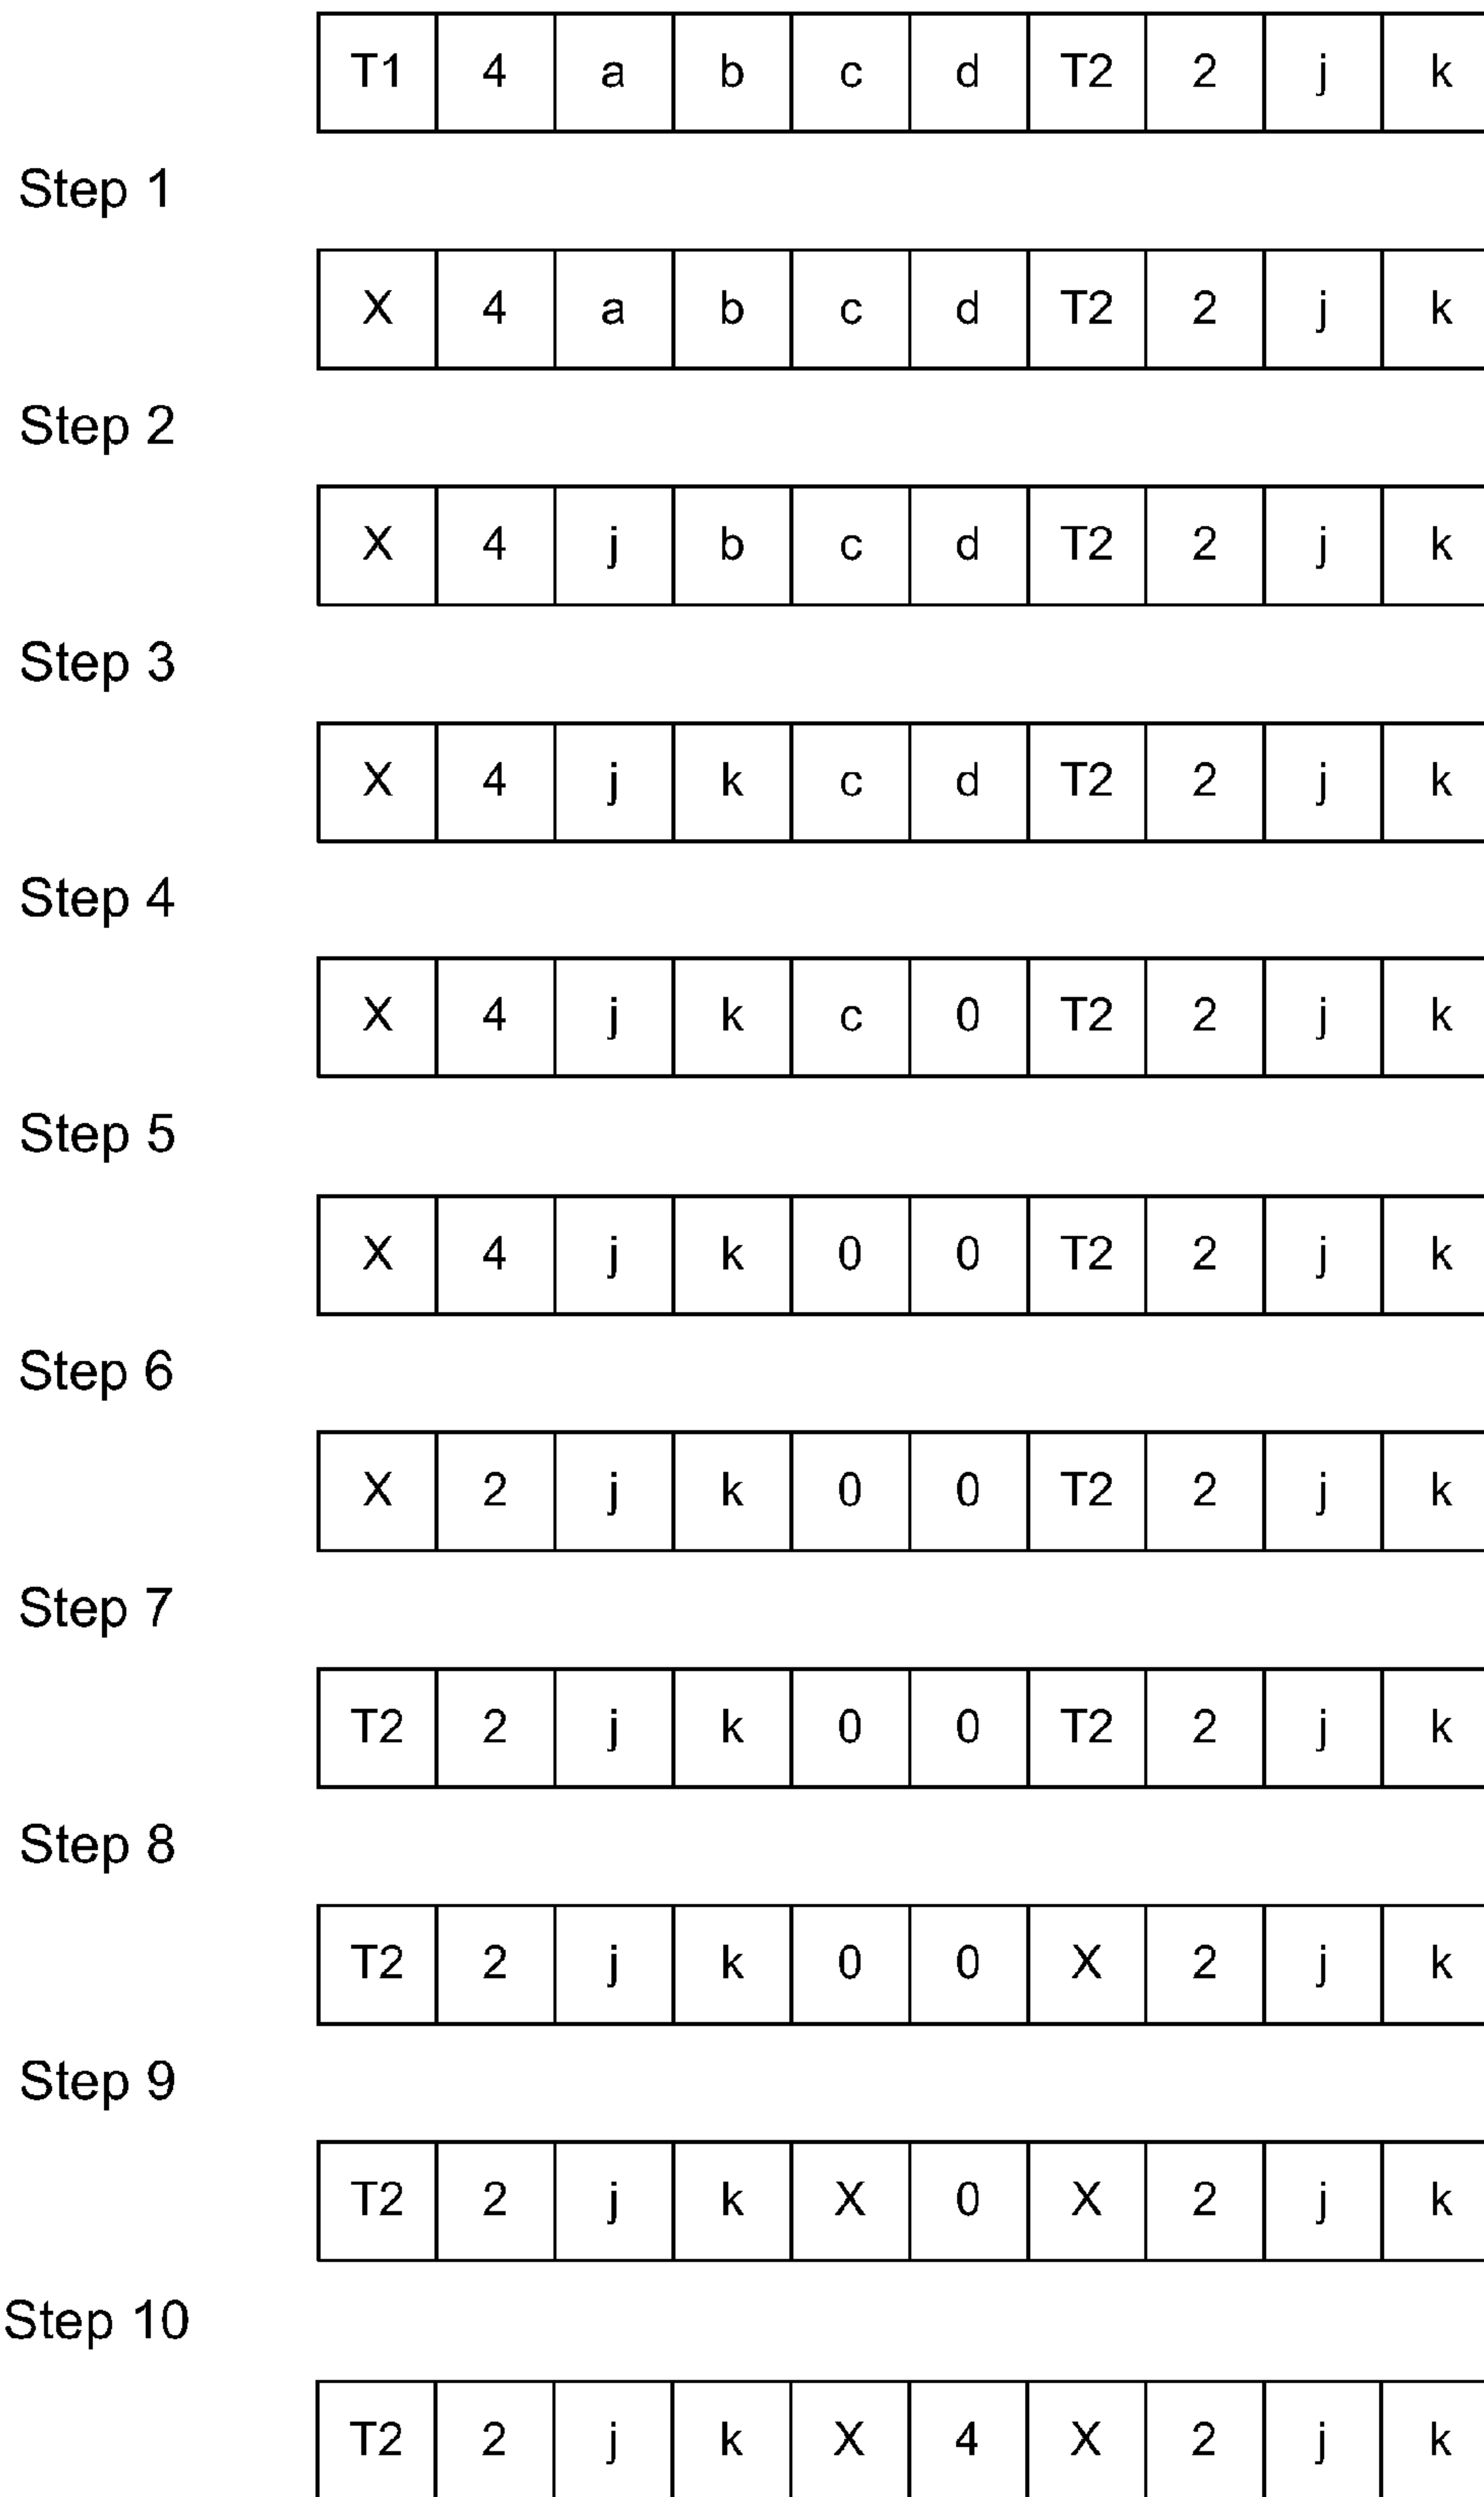 T1 4 a b c d T2 2 j k
Step 1
X 4 a b c d T2 2 j k
Step 2
X 4 j b c d T2 2 j k
Step 3
X 4 j k c d T2 2 j k
Step 4
X 4 j k c 0 T2 2 j k
Step 5
X 4 j k 0 0 T2 2 j k
Step 6
X 2 j k 0 0 T2 2 j k
Step 7
T2 2 j k 0 0 T2 2 j k
Step 8
T2 2 j k 0 0 X 2 j k
Step 9
T2 2 j k X 0 X 2 j k
Step 10
T2 2 j k X 4 X 2 j k